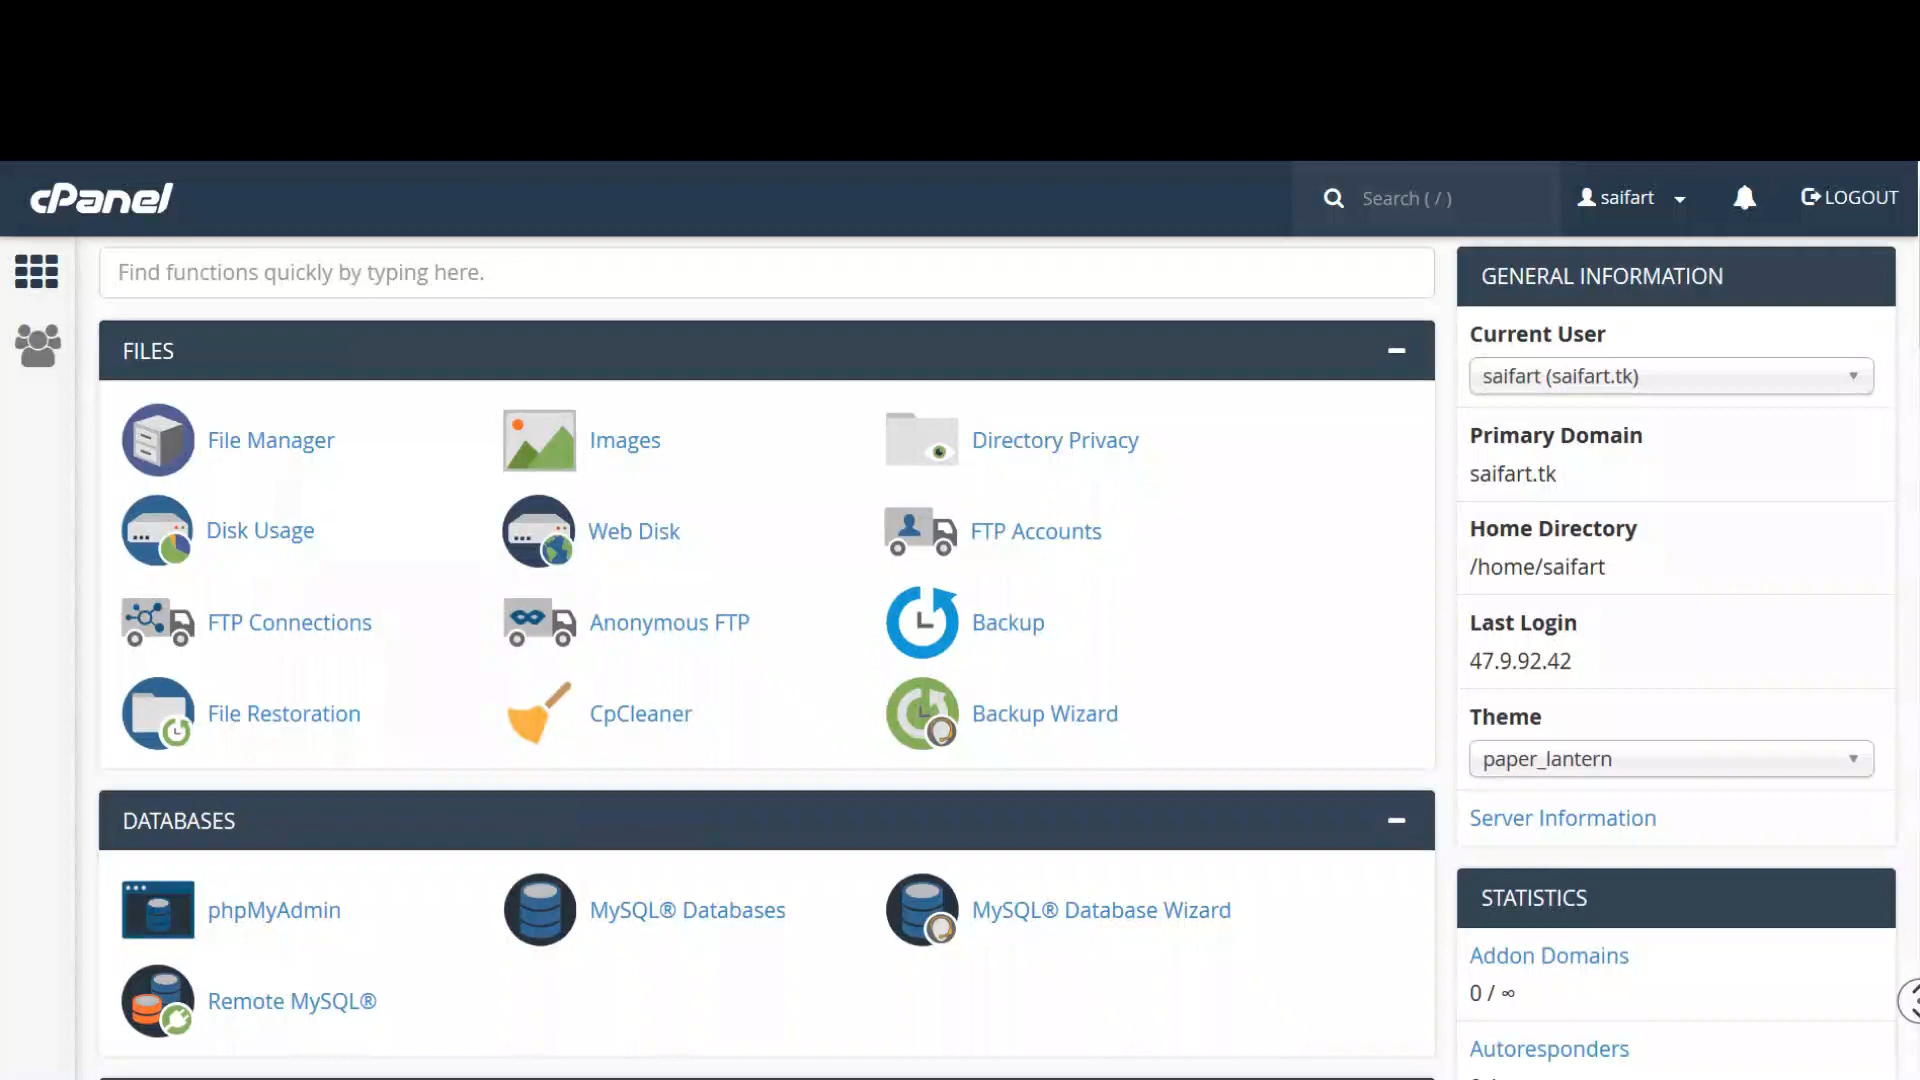 cPanel
Search ( / )
saifart
LOGOUT
Find functions quickly by typing here.
FILES
File Manager
Images
Directory Privacy
Disk Usage
Web Disk
FTP Accounts
FTP Connections
Anonymous FTP
Backup
File Restoration
CpCleaner
Backup Wizard
DATABASES
phpMyAdmin
MySQL® Databases
MySQL® Database Wizard
Remote MySQL®
GENERAL INFORMATION
Current User
saifart (saifart.tk)
Primary Domain
saifart.tk
Home Directory
/home/saifart
Last Login
47.9.92.42
Theme
paper_lantern
Server Information
STATISTICS
Addon Domains
0 / ∞
Autoresponders